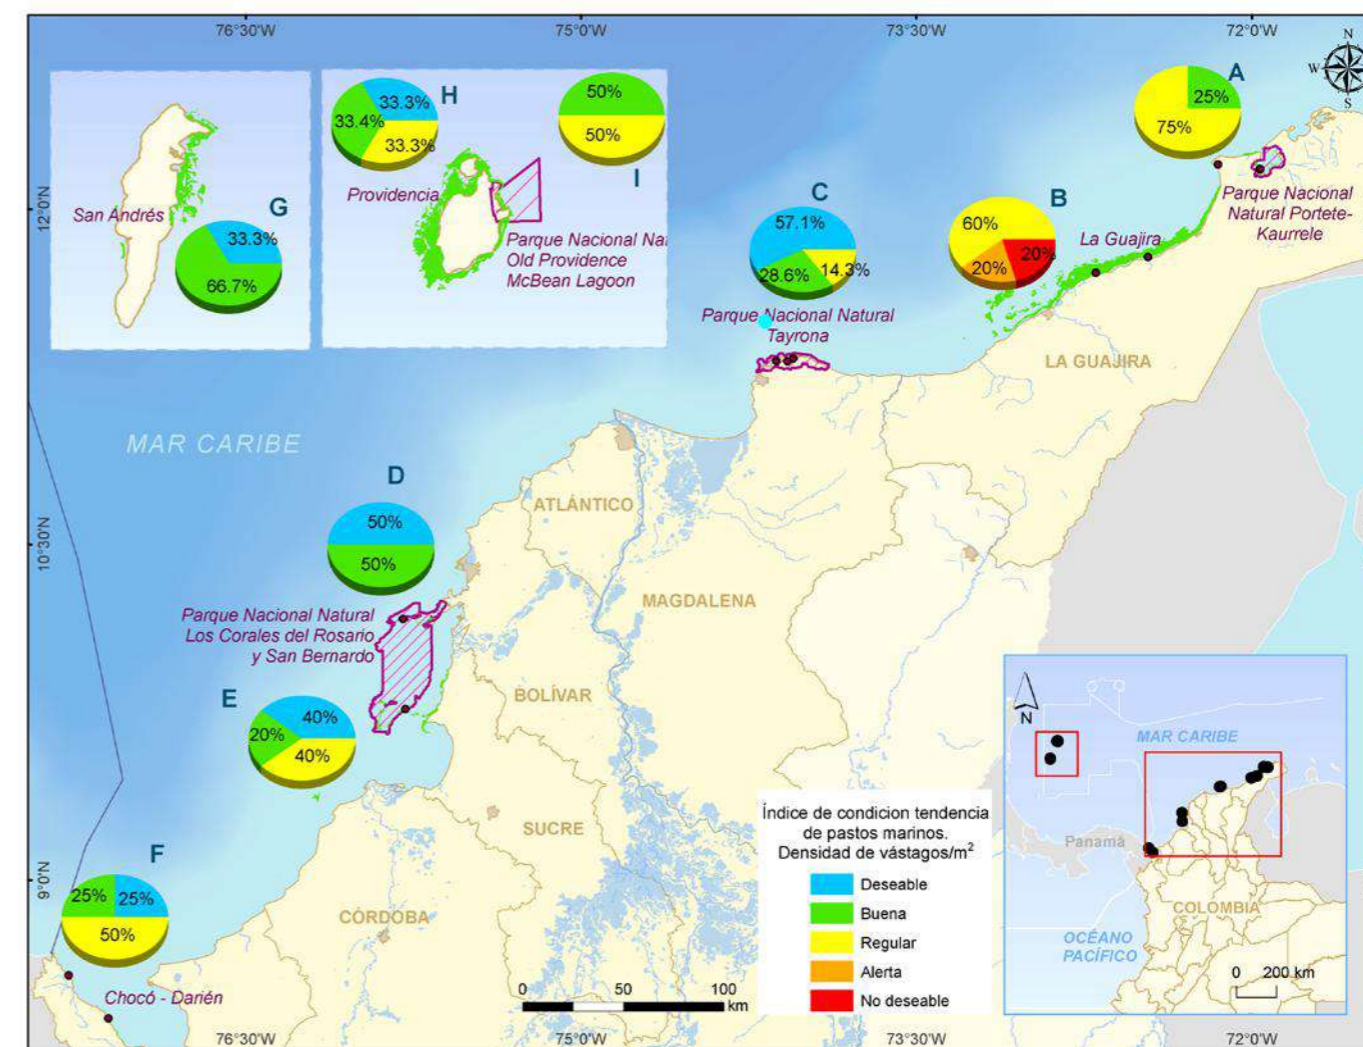 76°30'W
75°0'W
73°30'W
72°0'W
N
W
S
12°0'N
10°30'N
9°0'N
San Andrés
G
33.3%
66.7%
H
33.3%
33.4%
33.3%
50%
50%
I
Providencia
Parque Nacional Na
Old Providence
McBean Lagoon
A
25%
75%
Parque Nacional
Natural Portete-
Kaurrele
B
60%
20%
20%
La Guajira
C
57.1%
28.6%
14.3%
Parque Nacional Natural
Tayrona
LA GUAJIRA
MAR CARIBE
D
50%
50%
ATLÁNTICO
MAGDALENA
Parque Nacional Natural
Los Corales del Rosario
y San Bernardo
BOLÍVAR
E
40%
20%
40%
SUCRE
F
25%
25%
50%
CÓRDOBA
Chocó - Darién
Índice de condicion tendencia
de pastos marinos.
Densidad de vástagos/m²
Deseable
Buena
Regular
Alerta
No deseable
0 50 100
km
N
MAR CARIBE
Panamá
COLOMBIA
OCÉANO
PACÍFICO
0 200 km
76°30'W
75°0'W
73°30'W
72°0'W